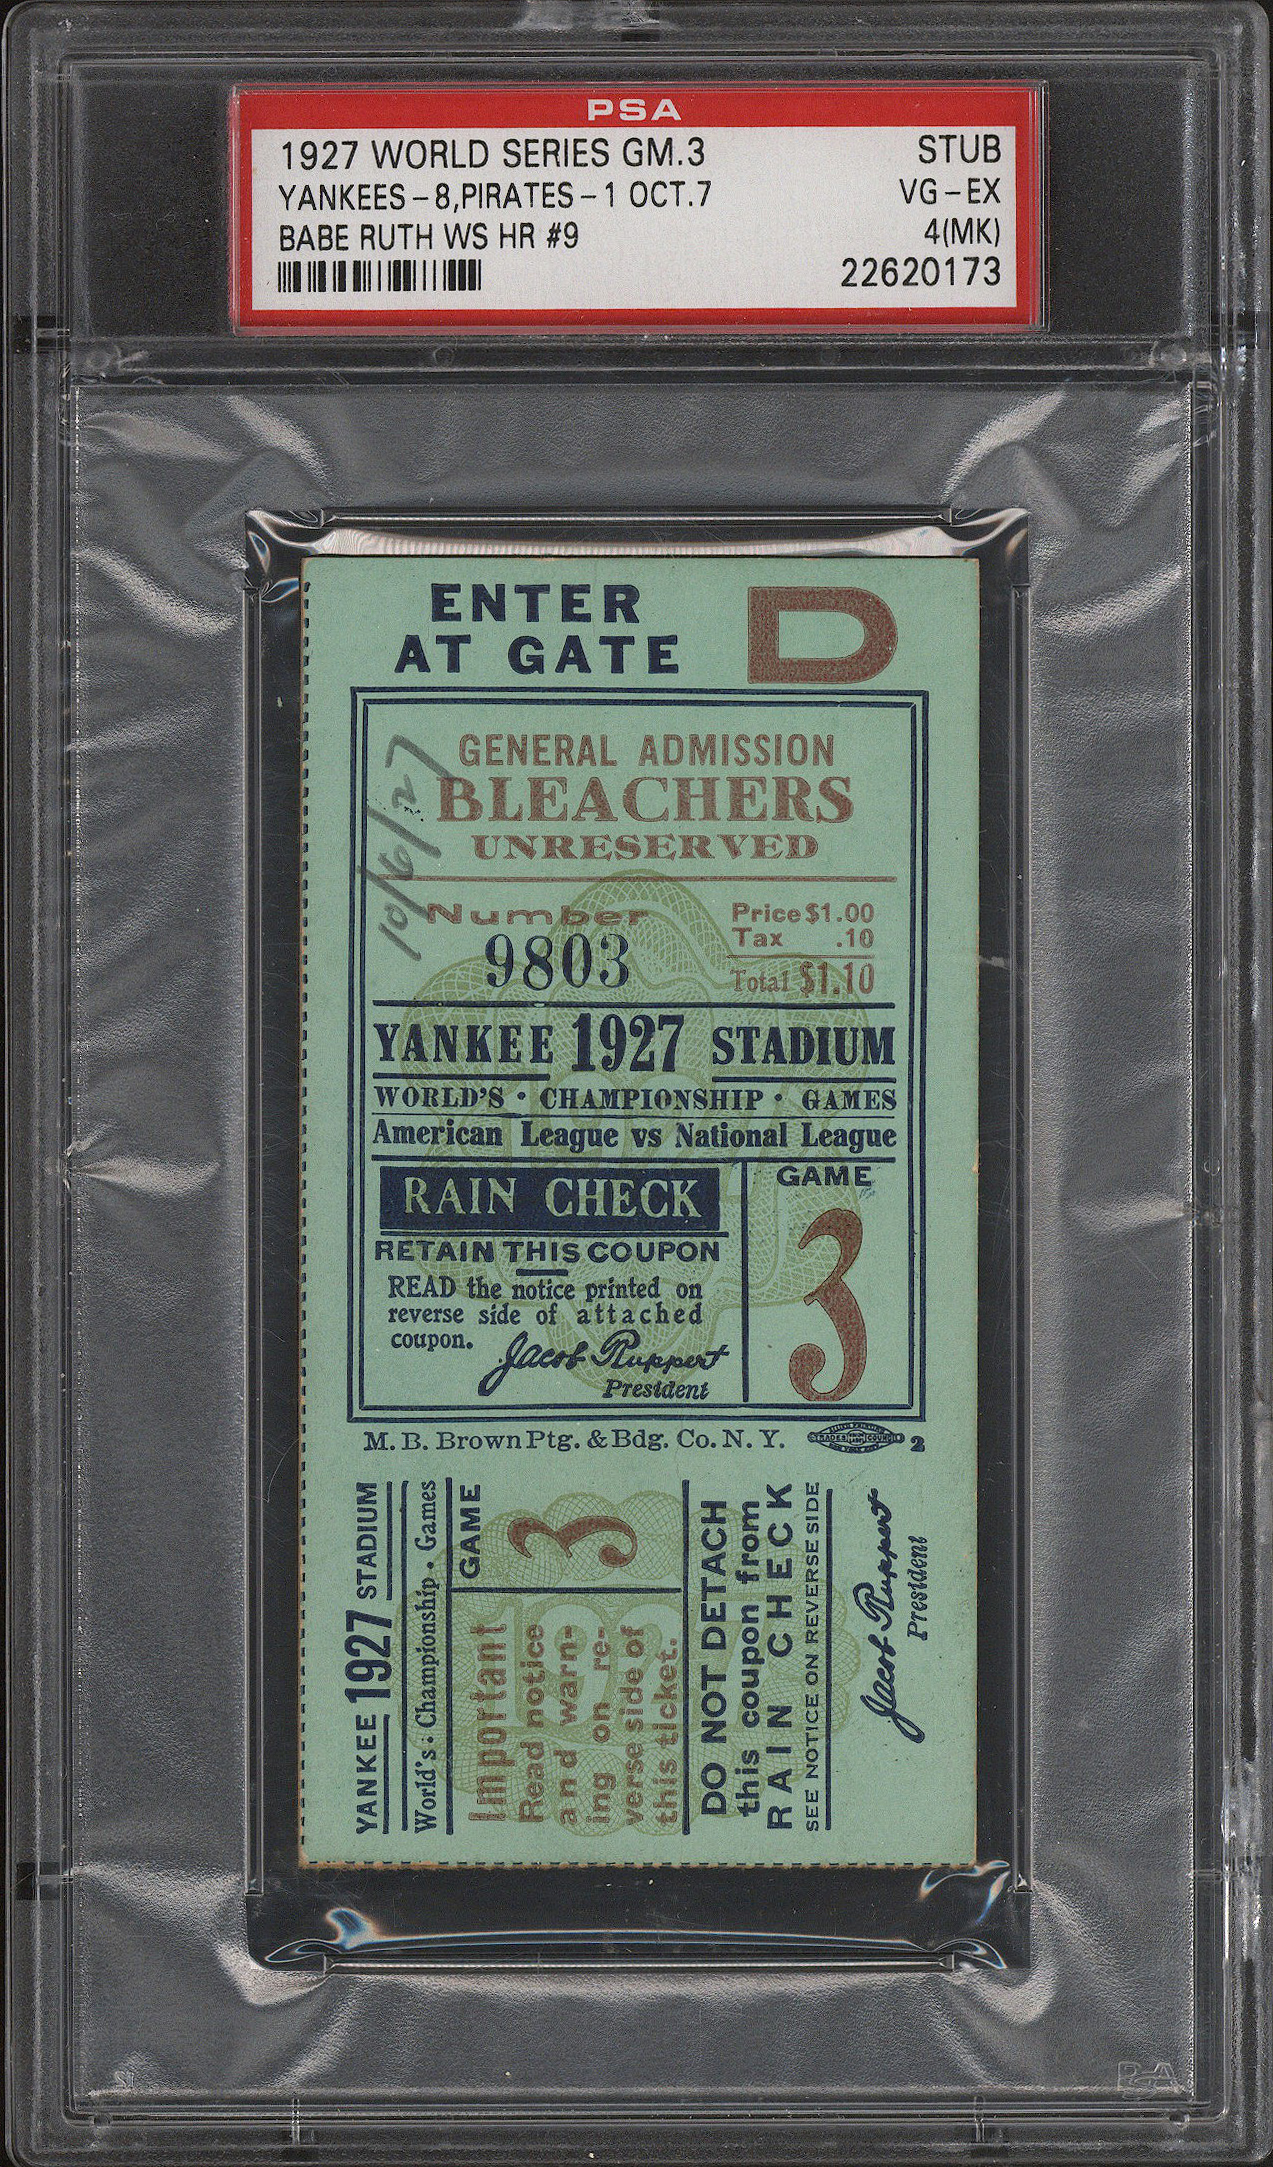 PSA
1927 WORLD SERIES GM.3 STUB
YANKEES-8,PIRATES-1 OCT.7 VG-EX
BABE RUTH WS HR #9 4(MK)
22620173
ENTER
AT GATE D
GENERAL ADMISSION
BLEACHERS
UNRESERVED
10/6/27
Number
9803
Price $1.00
Tax .10
Total $1.10
YANKEE 1927 STADIUM
WORLD'S · CHAMPIONSHIP · GAMES
American League vs National League
RAIN CHECK
RETAIN THIS COUPON
READ the notice printed on
reverse side of attached
coupon.
Jacob Ruppert
President
GAME
3
M. B. Brown Ptg. & Bdg. Co. N. Y.
2
YANKEE 1927 STADIUM
World's · Championship · Games
GAME
3
Important
Read notice
and warn-
ing on re-
verse side of
this ticket.
DO NOT DETACH
this coupon from
RAIN CHECK
SEE NOTICE ON REVERSE SIDE
Jacob Ruppert
President
PSA